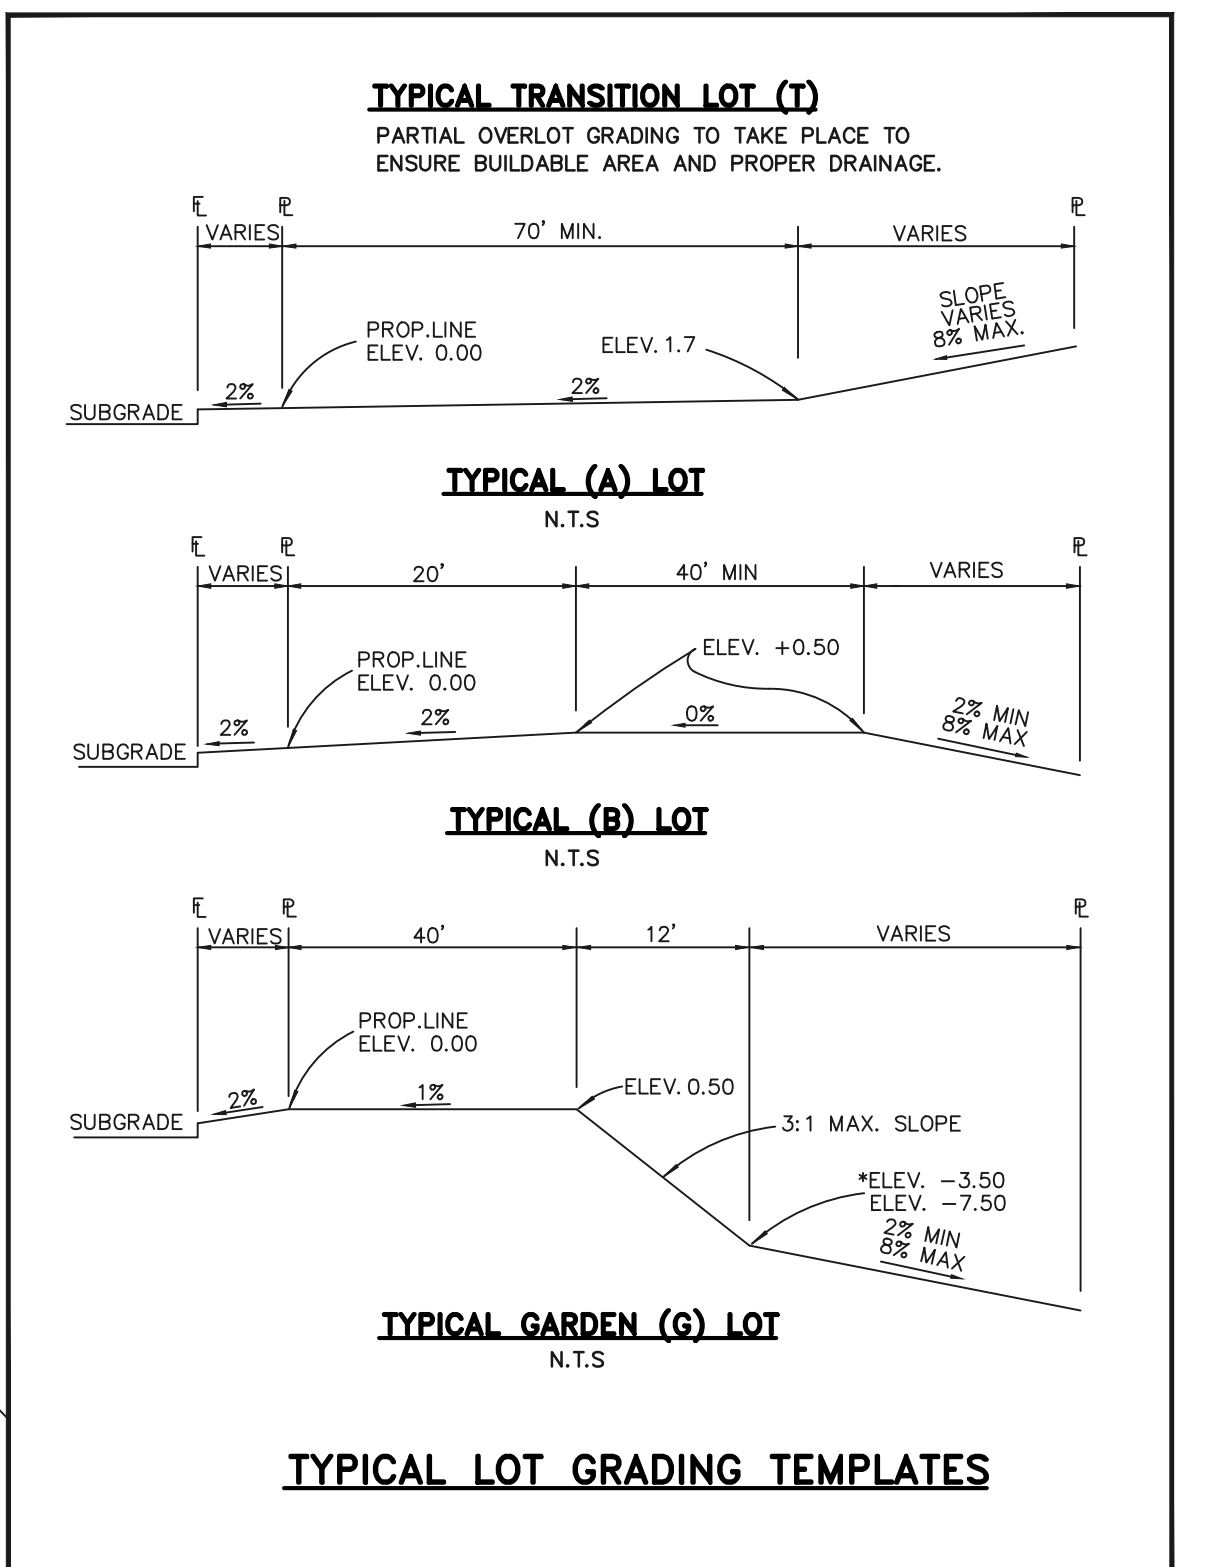 TYPICAL TRANSITION LOT (T)
PARTIAL OVERLOT GRADING TO TAKE PLACE TO
ENSURE BUILDABLE AREA AND PROPER DRAINAGE.
FL PL PL
VARIES 70' MIN. VARIES
SLOPE
VARIES
8% MAX.
PROP.LINE
ELEV. 0.00
ELEV. 1.7
2% 2%
SUBGRADE
TYPICAL (A) LOT
N.T.S
FL PL PL
VARIES 20' 40' MIN VARIES
ELEV. +0.50
PROP.LINE
ELEV. 0.00
2% 2% 0%
2% MIN
8% MAX
SUBGRADE
TYPICAL (B) LOT
N.T.S
FL PL PL
VARIES 40' 12' VARIES
PROP.LINE
ELEV. 0.00
2% 1% ELEV. 0.50
SUBGRADE
3:1 MAX. SLOPE
*ELEV. -3.50
ELEV. -7.50
2% MIN
8% MAX
TYPICAL GARDEN (G) LOT
N.T.S
TYPICAL LOT GRADING TEMPLATES